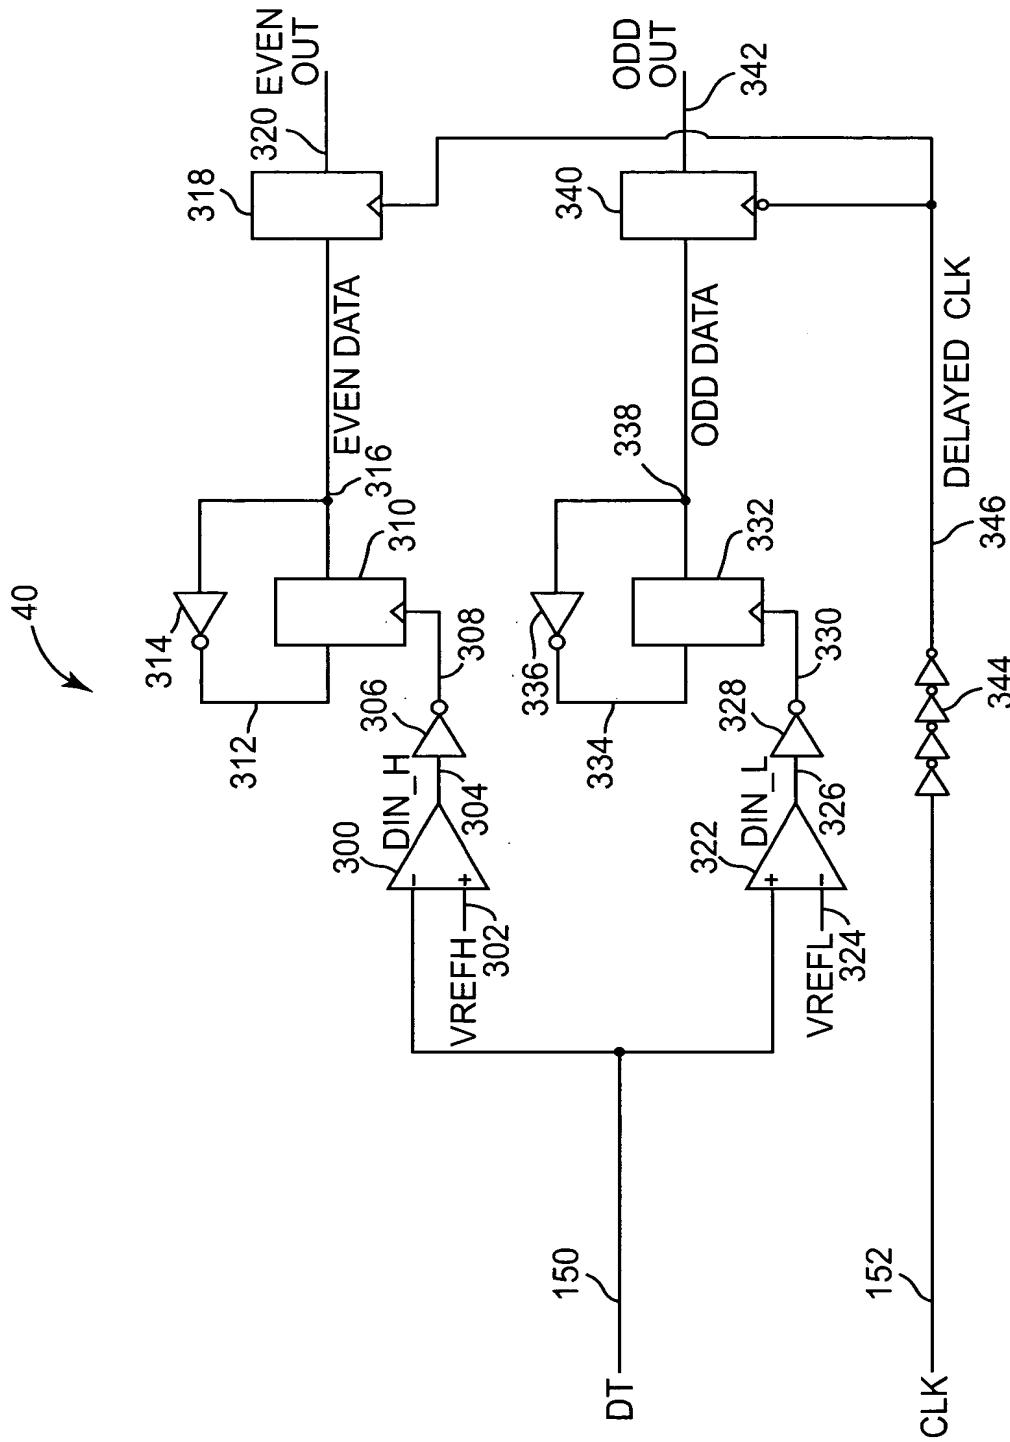 40
DT
150
CLK
152
300
DIN_H
304
VREFH
302
306
308
310
312
314
316
EVEN DATA
318
320
EVEN
OUT
322
DIN_L
326
VREFL
324
328
330
332
334
336
338
ODD DATA
340
342
ODD
OUT
344
346
DELAYED CLK
-
+
+
-